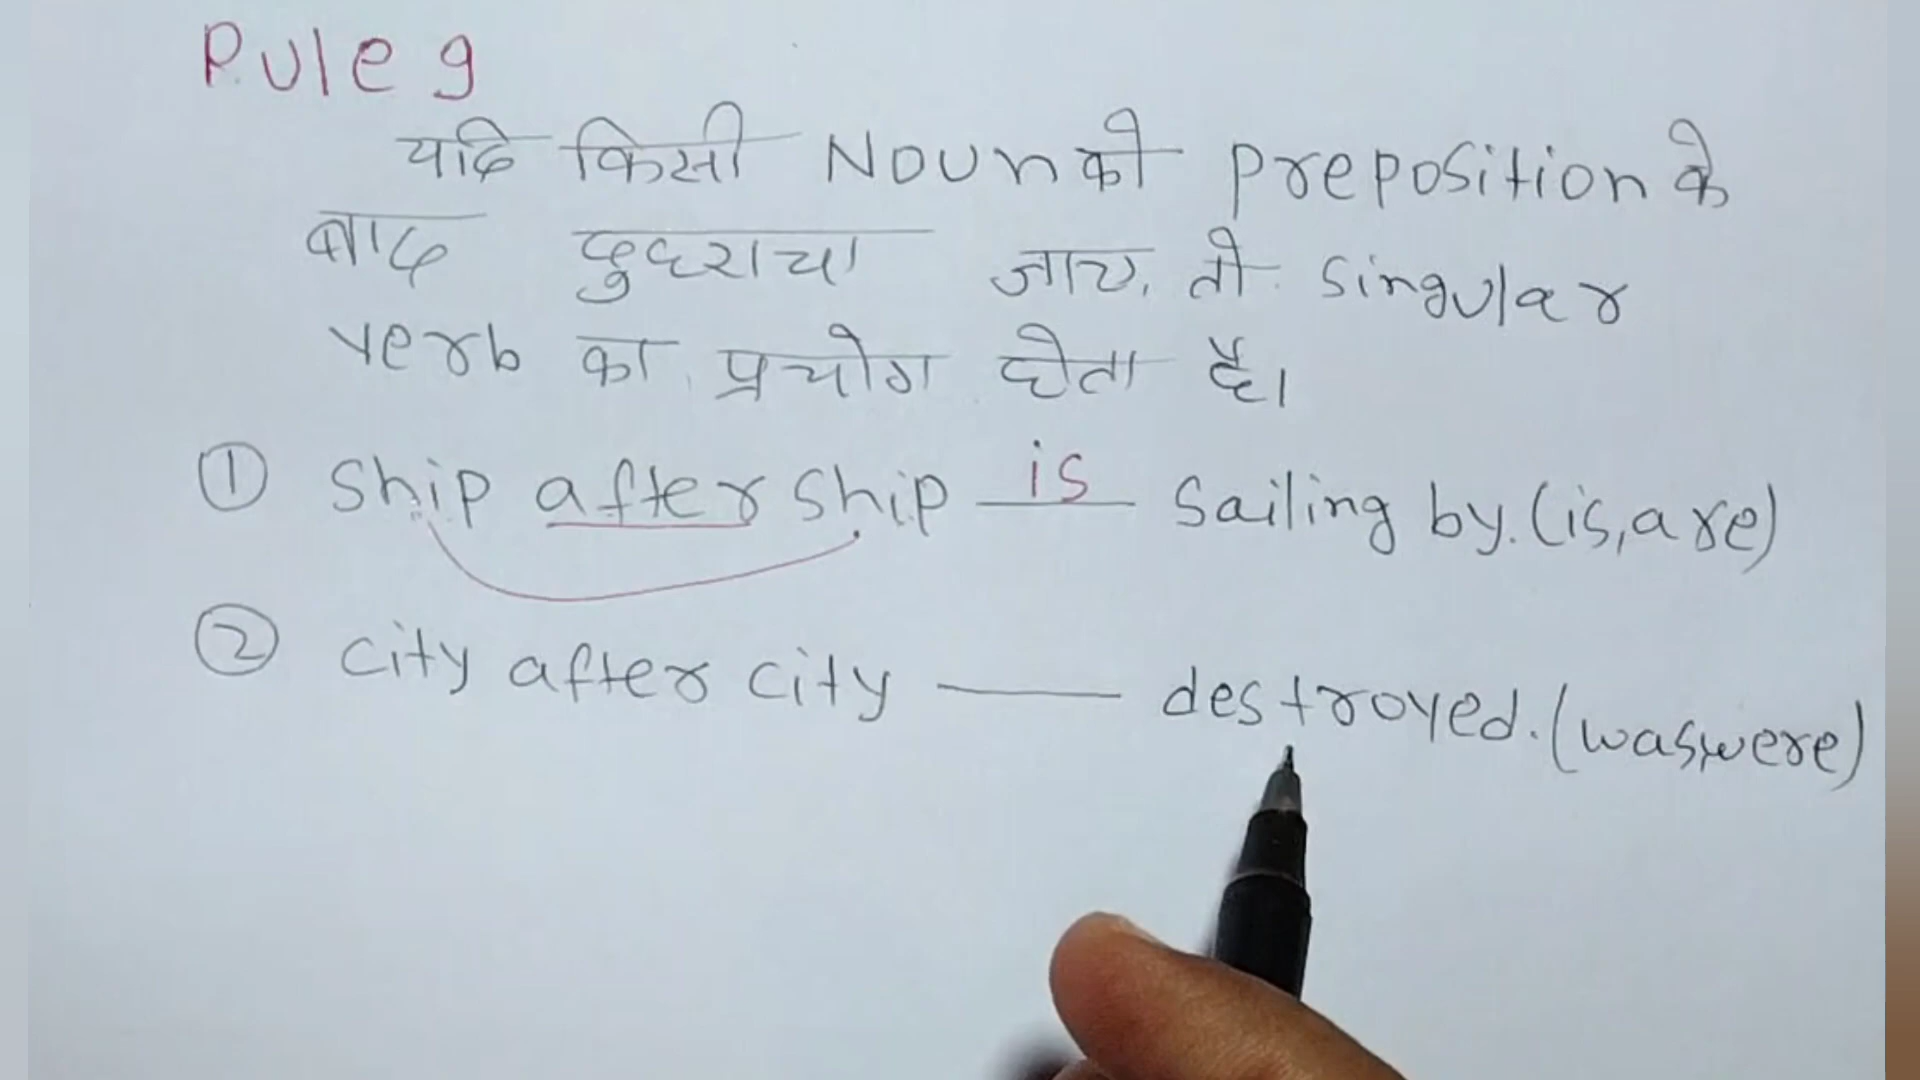 Rule 9
यदि किसी Noun को preposition के
बाद दुहराया जाय, तो singular
verb का प्रयोग होता है।
① Ship after ship is sailing by. (is, are)
② City after city —— destroyed. (was, were)